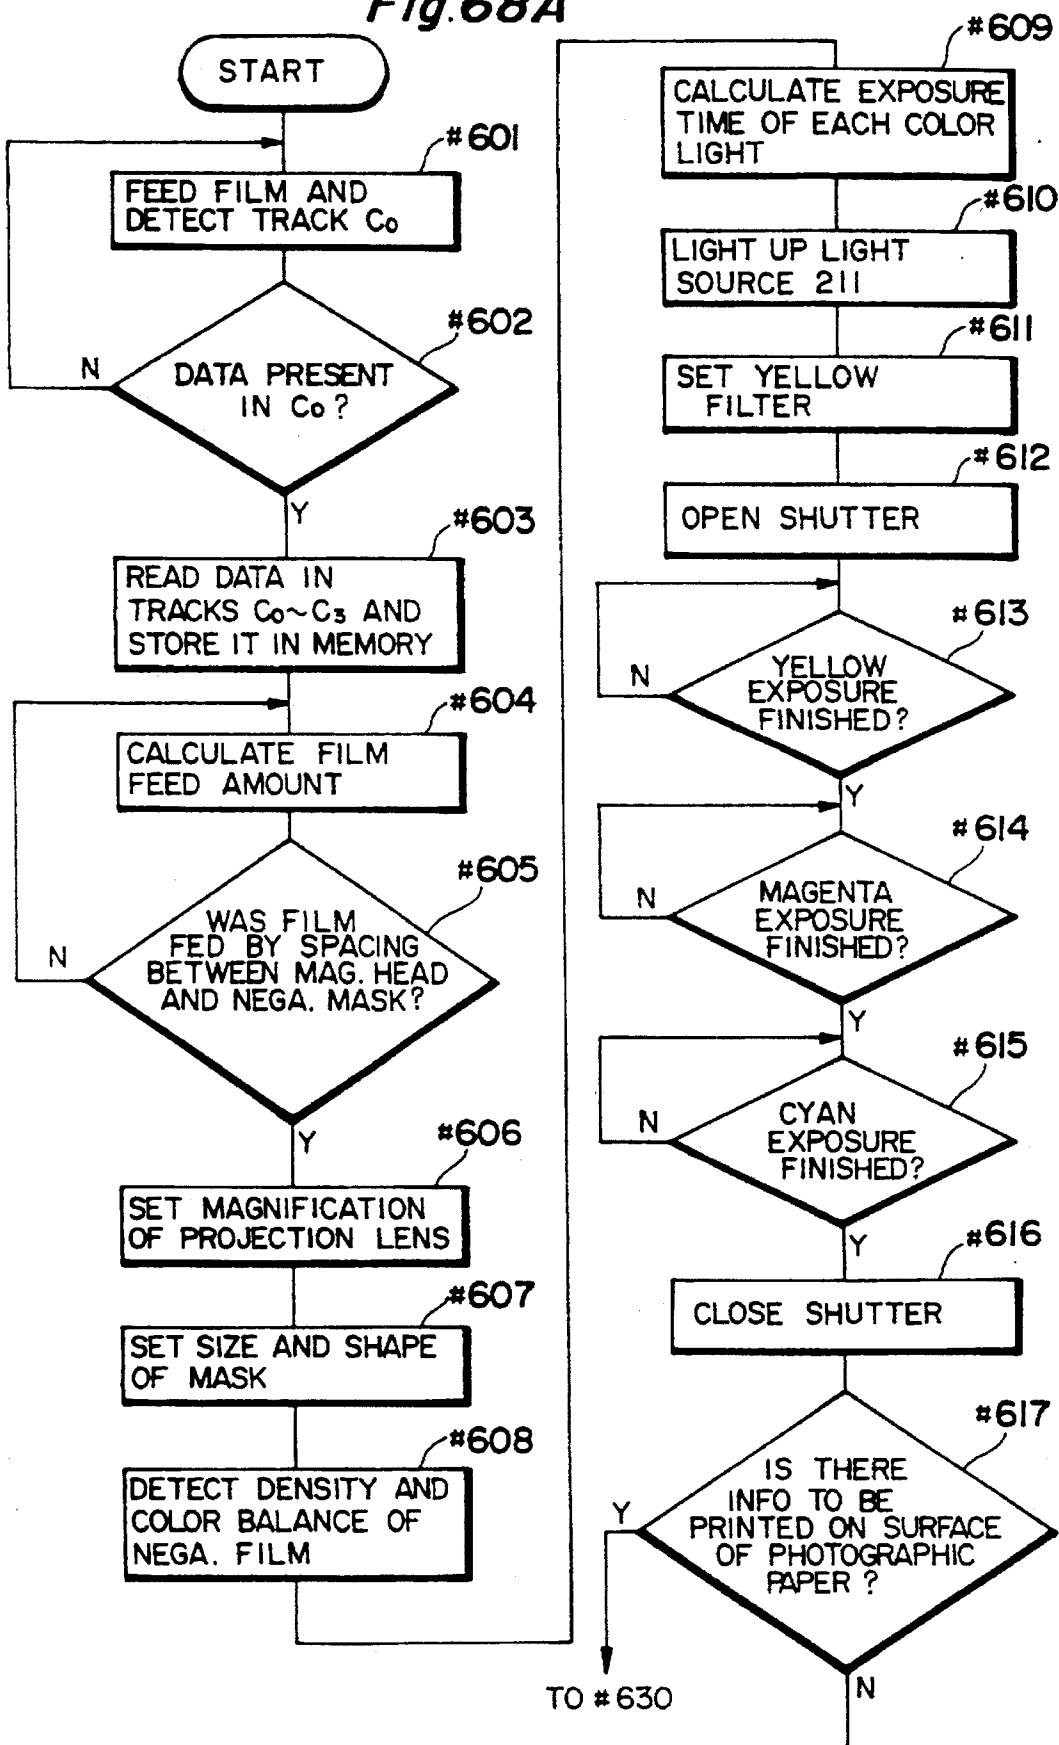 Fig.68A
START
#601
FEED FILM AND
DETECT TRACK C0
#602
DATA PRESENT
IN C0?
N
Y
#603
READ DATA IN
TRACKS C0~C3 AND
STORE IT IN MEMORY
#604
CALCULATE FILM
FEED AMOUNT
#605
WAS FILM
FED BY SPACING
BETWEEN MAG. HEAD
AND NEGA. MASK?
N
Y
#606
SET MAGNIFICATION
OF PROJECTION LENS
#607
SET SIZE AND SHAPE
OF MASK
#608
DETECT DENSITY AND
COLOR BALANCE OF
NEGA. FILM
#609
CALCULATE EXPOSURE
TIME OF EACH COLOR
LIGHT
#610
LIGHT UP LIGHT
SOURCE 211
#611
SET YELLOW
FILTER
#612
OPEN SHUTTER
#613
YELLOW
EXPOSURE
FINISHED?
N
Y
#614
MAGENTA
EXPOSURE
FINISHED?
N
Y
#615
CYAN
EXPOSURE
FINISHED?
N
Y
#616
CLOSE SHUTTER
#617
IS THERE
INFO TO BE
PRINTED ON SURFACE
OF PHOTOGRAPHIC
PAPER?
Y
TO #630
N